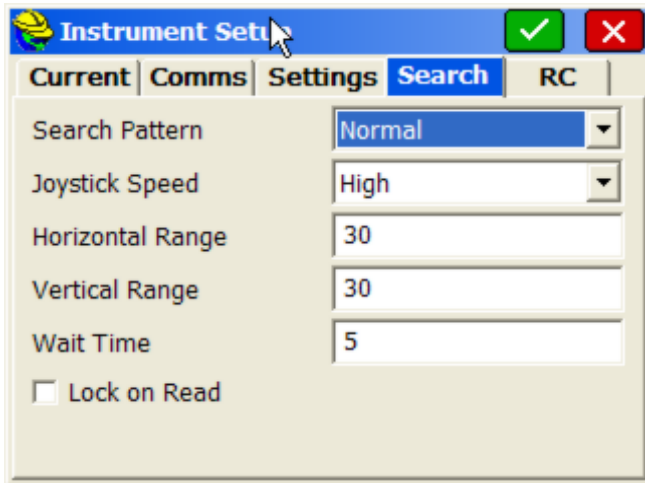 Instrument Setup
Current Comms Settings Search RC
Search Pattern Normal
Joystick Speed High
Horizontal Range 30
Vertical Range 30
Wait Time 5
Lock on Read